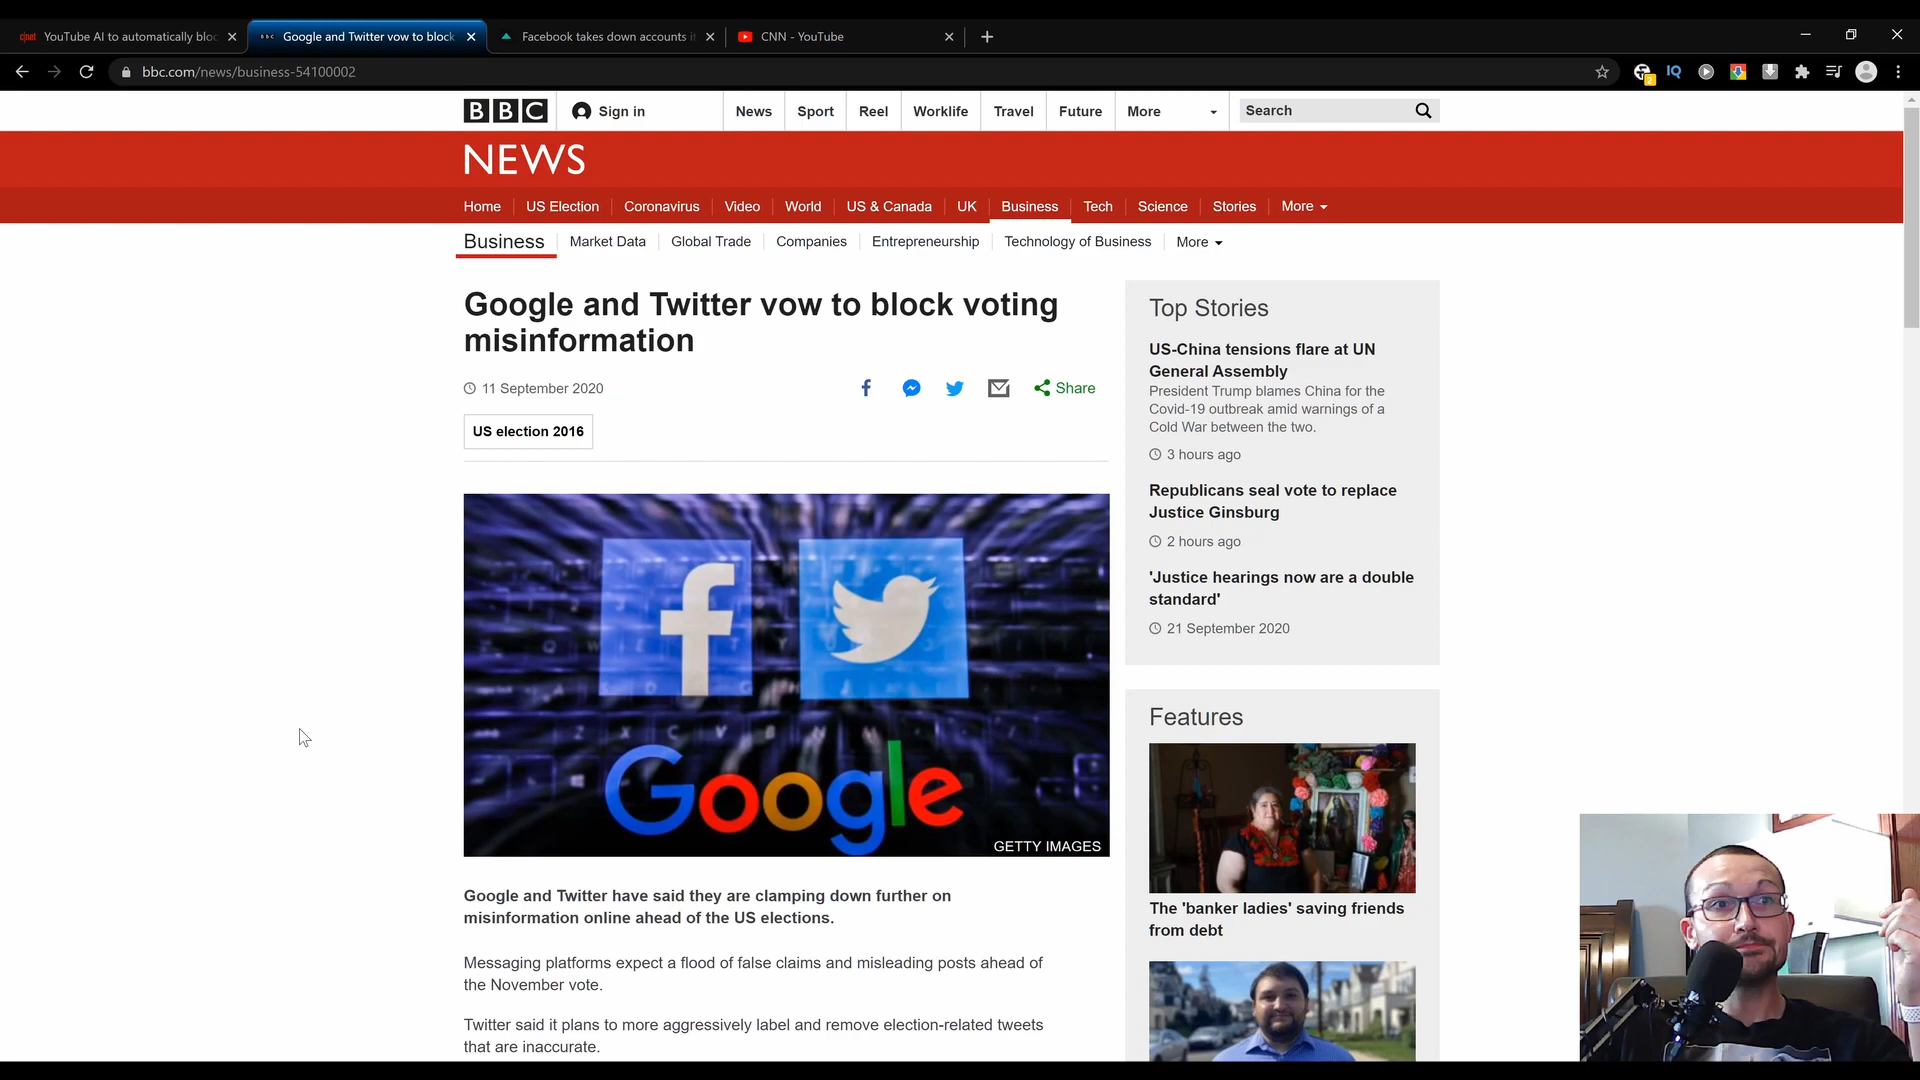 YouTube AI to automatically bloc
Google and Twitter vow to block
Facebook takes down accounts i
CNN - YouTube
bbc.com/news/business-54100002
2
IQ
BBC
Sign in
News
Sport
Reel
Worklife
Travel
Future
More
Search
NEWS
Home
US Election
Coronavirus
Video
World
US & Canada
UK
Business
Tech
Science
Stories
More
Business
Market Data
Global Trade
Companies
Entrepreneurship
Technology of Business
More
Google and Twitter vow to block voting
misinformation
11 September 2020
Share
US election 2016
Google
GETTY IMAGES
Google and Twitter have said they are clamping down further on
misinformation online ahead of the US elections.
Messaging platforms expect a flood of false claims and misleading posts ahead of
the November vote.
Twitter said it plans to more aggressively label and remove election-related tweets
that are inaccurate.
Top Stories
US-China tensions flare at UN
General Assembly
President Trump blames China for the
Covid-19 outbreak amid warnings of a
Cold War between the two.
3 hours ago
Republicans seal vote to replace
Justice Ginsburg
2 hours ago
'Justice hearings now are a double
standard'
21 September 2020
Features
The 'banker ladies' saving friends
from debt